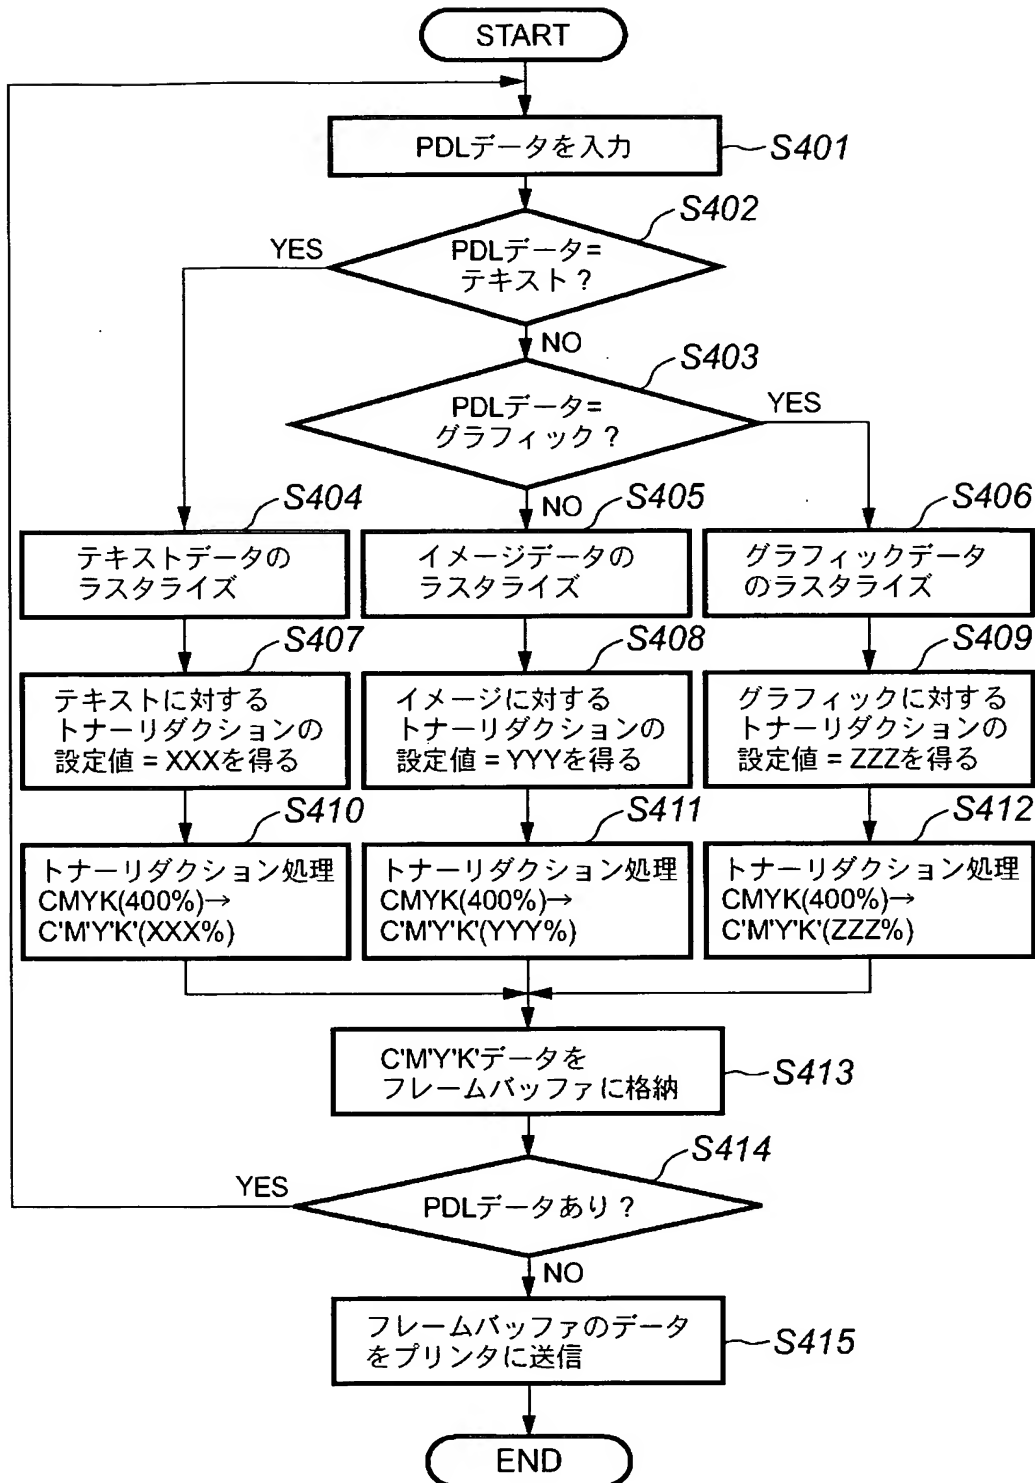 START
PDLデータを入力
S401
S402
YES
PDLデータ=
テキスト?
NO
S403
PDLデータ=
グラフィック?
YES
NO
S404
S405
S406
テキストデータの
ラスタライズ
イメージデータの
ラスタライズ
グラフィックデータ
のラスタライズ
S407
S408
S409
テキストに対する
トナーリダクションの
設定値 = XXXを得る
イメージに対する
トナーリダクションの
設定値 = YYYを得る
グラフィックに対する
トナーリダクションの
設定値 = ZZZを得る
S410
S411
S412
トナーリダクション処理
CMYK(400%)→
C'M'Y'K'(XXX%)
トナーリダクション処理
CMYK(400%)→
C'M'Y'K'(YYY%)
トナーリダクション処理
CMYK(400%)→
C'M'Y'K'(ZZZ%)
C'M'Y'K'データを
フレームバッファに格納
S413
S414
YES
PDLデータあり?
NO
フレームバッファのデータ
をプリンタに送信
S415
END